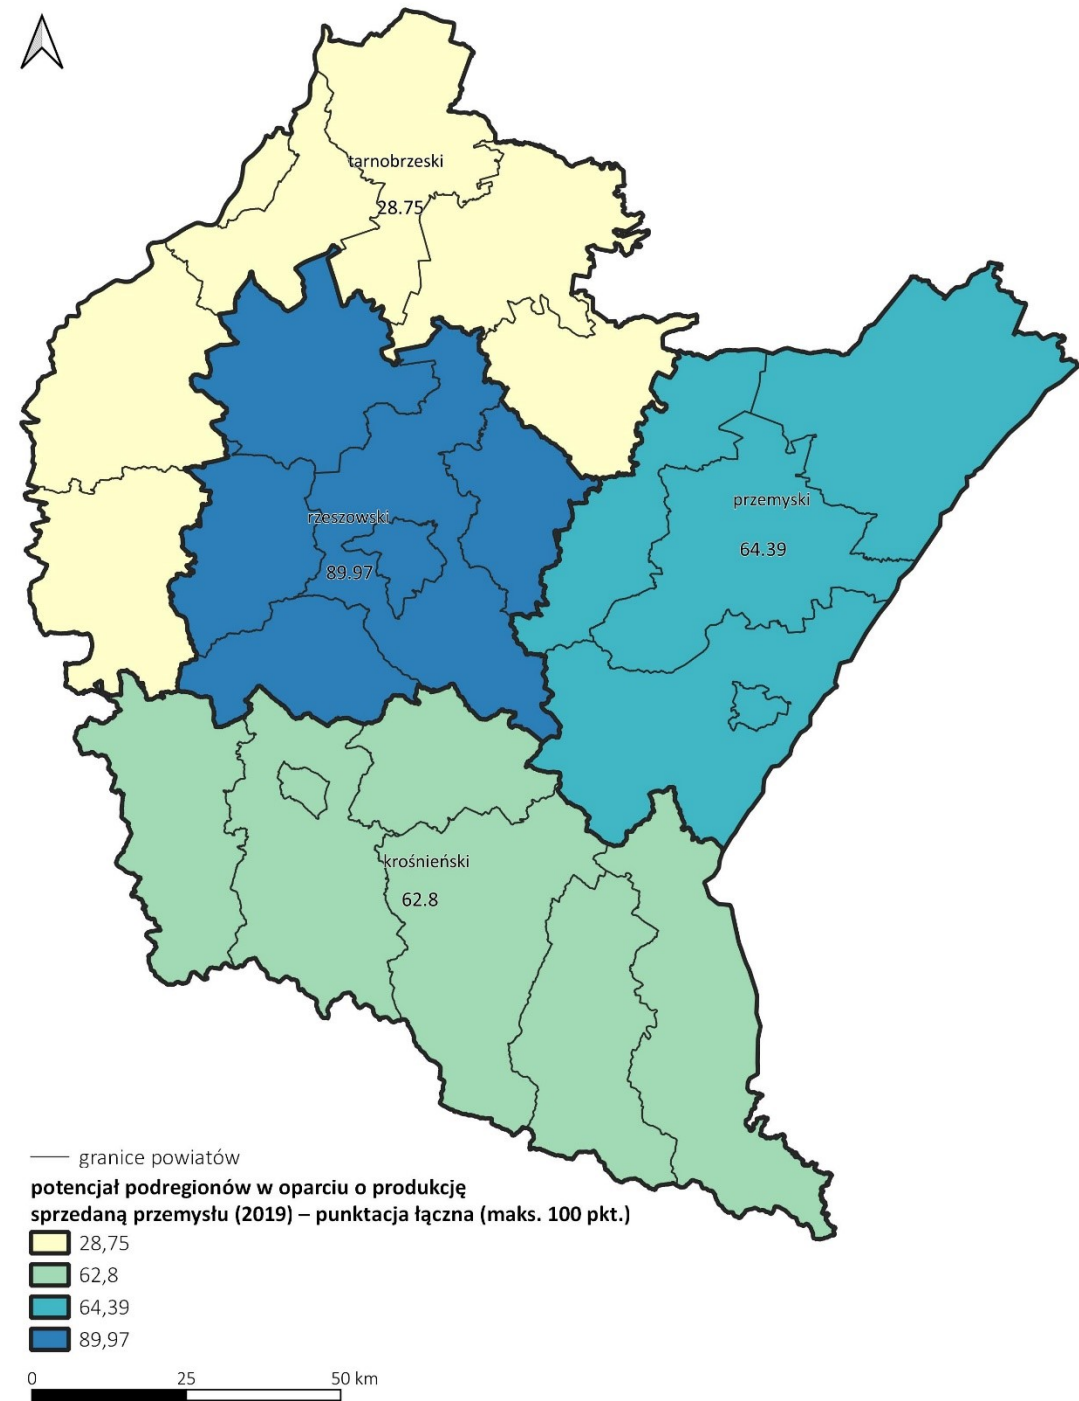 tarnobrzeski
28.75
przemyski
64.39
rzeszowski
89.97
krośnieński
62.8
granice powiatów
potencjał podregionów w oparciu o produkcję
sprzedaną przemysłu (2019) – punktacja łączna (maks. 100 pkt.)
28,75
62,8
64,39
89,97
0 25 50 km